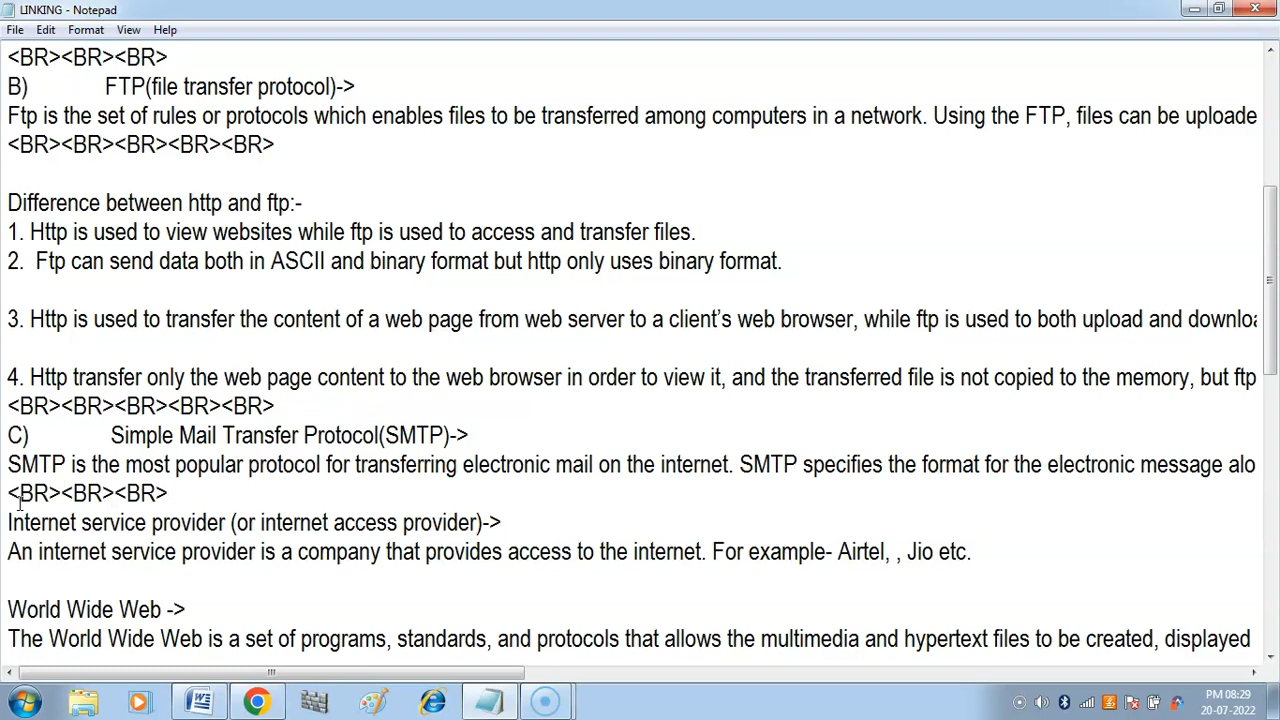 LINKING - Notepad
File Edit Format View Help
<BR><BR><BR>
B) FTP(file transfer protocol)->
Ftp is the set of rules or protocols which enables files to be transferred among computers in a network. Using the FTP, files can be uploade
<BR><BR><BR><BR><BR>
Difference between http and ftp:-
1. Http is used to view websites while ftp is used to access and transfer files.
2. Ftp can send data both in ASCII and binary format but http only uses binary format.
3. Http is used to transfer the content of a web page from web server to a client’s web browser, while ftp is used to both upload and downloa
4. Http transfer only the web page content to the web browser in order to view it, and the transferred file is not copied to the memory, but ftp
<BR><BR><BR><BR><BR>
C) Simple Mail Transfer Protocol(SMTP)->
SMTP is the most popular protocol for transferring electronic mail on the internet. SMTP specifies the format for the electronic message alo
<BR><BR><BR>
Internet service provider (or internet access provider)->
An internet service provider is a company that provides access to the internet. For example- Airtel, , Jio etc.
World Wide Web ->
The World Wide Web is a set of programs, standards, and protocols that allows the multimedia and hypertext files to be created, displayed
PM 08:29
20-07-2022